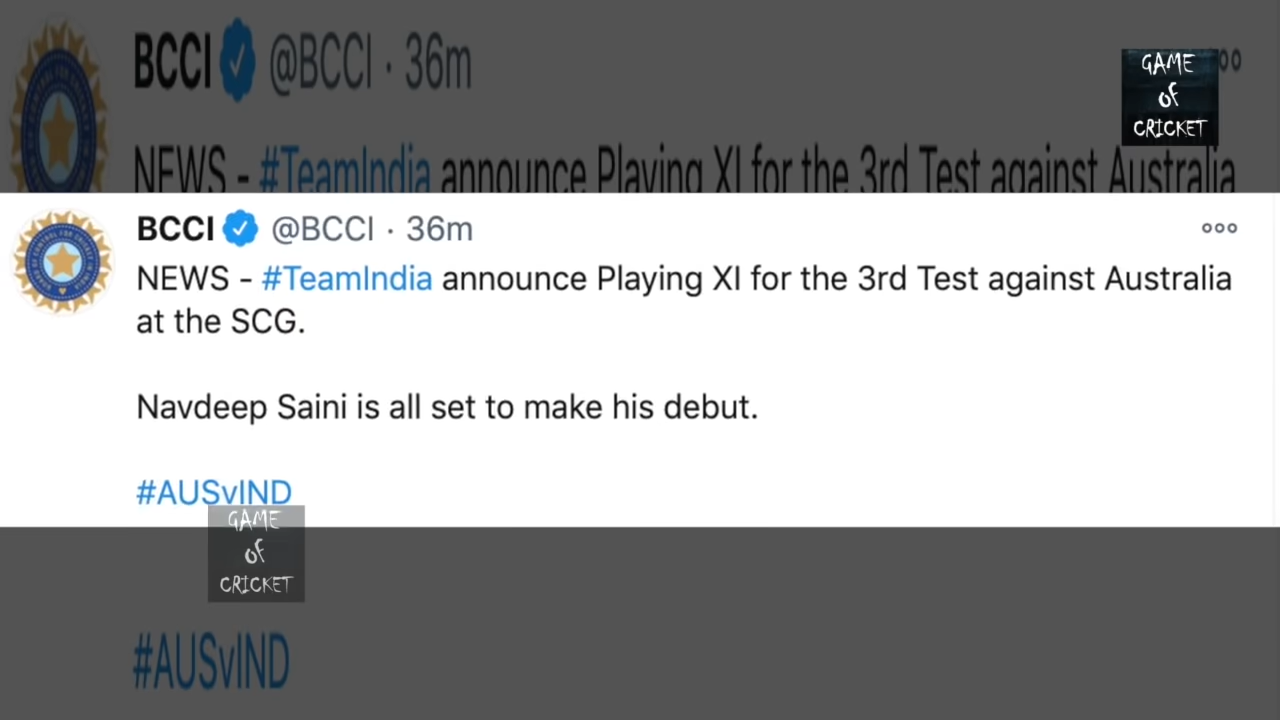 BCCI @BCCI · 36m
GAME
of
CRICKET
NEWS - #TeamIndia announce Playing XI for the 3rd Test against Australia
BCCI @BCCI · 36m
NEWS - #TeamIndia announce Playing XI for the 3rd Test against Australia
at the SCG.
Navdeep Saini is all set to make his debut.
#AUSvIND
GAME
of
CRICKET
#AUSvIND